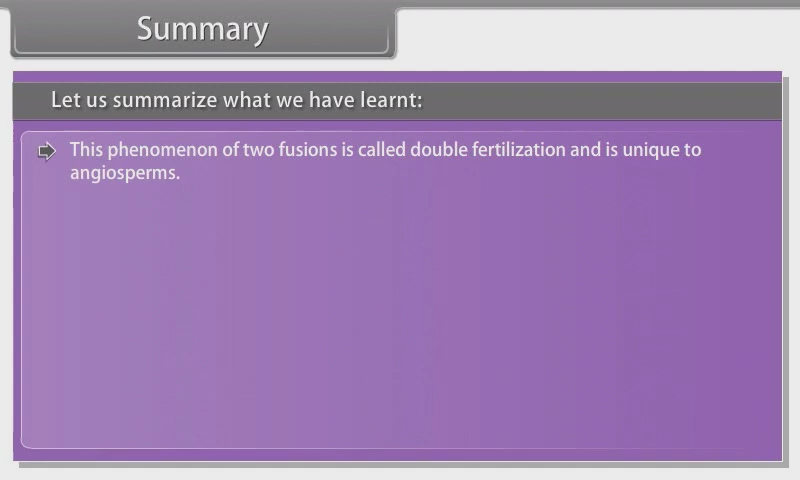 Summary
Let us summarize what we have learnt:
This phenomenon of two fusions is called double fertilization and is unique to
angiosperms.